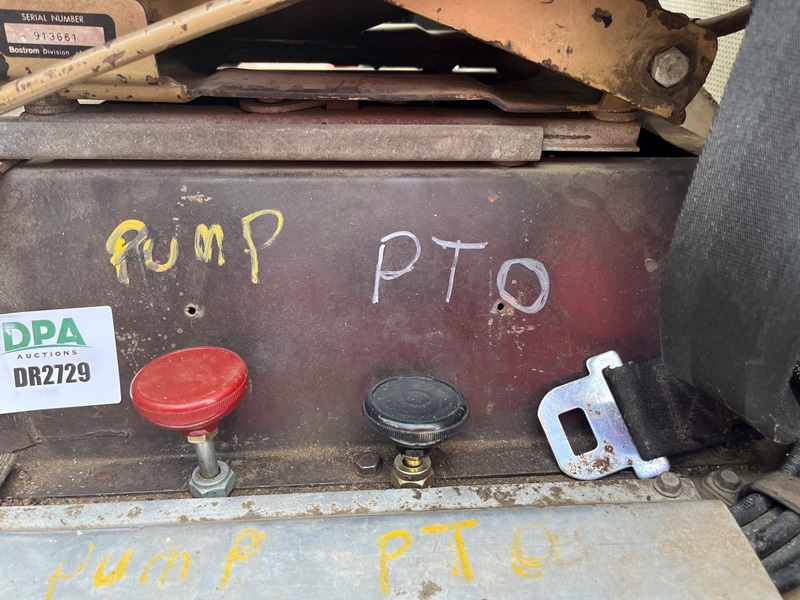 SERIAL NUMBER
913661
Bostrom Division
PUMP PTO
DPA
AUCTIONS
DR2729
PUMP PTO